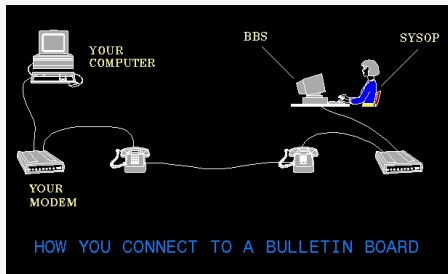 YOUR
COMPUTER
BBS
SYSOP
YOUR
MODEM
HOW YOU CONNECT TO A BULLETIN BOARD